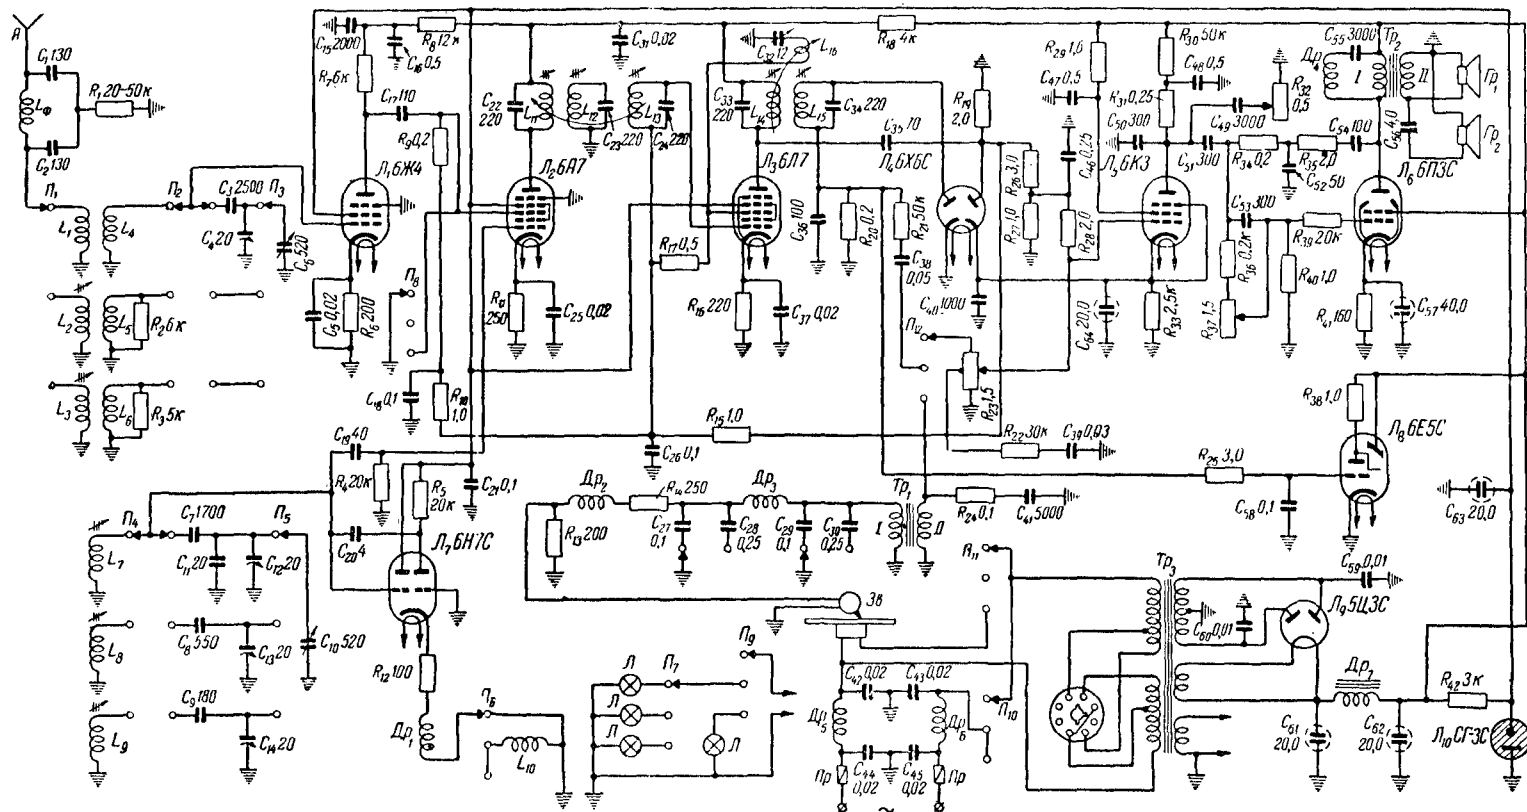 А
C₁ 130
Lф
R₁ 20-50к
C₂ 130
П₁
L₁
L₄
П₂
C₃ 2500
П₃
C₄ 20
C₆ 520
L₂
L₅
R₂ 6к
L₃
L₆
R₃ 5к
C₁₅ 2000
C₁₆ 0,5
R₈ 12к
R₇ 6к
C₁₇ 110
R₉ 0,2
Л₁ 6Ж4
C₅ 0,02
R₆ 200
П₈
C₁₈ 0,1
R₁₀ 1,0
C₂₂ 220
L₁₁
L₁₂
C₂₃ 220
L₁₃
C₂₄ 220
C₃₁ 0,02
Л₂ 6А7
R₁₁ 250
C₂₅ 0,02
R₁₇ 0,5
C₃₂ 12
L₁₆
C₃₃ 220
L₁₄
L₁₅
C₃₄ 220
R₁₈ 4к
R₁₉ 2,0
C₃₅ 70
Л₃ 6Л7
Л₄ 6Х6С
R₁₆ 220
C₃₇ 0,02
C₃₆ 100
R₂₀ 0,2
R₂₁ 50к
C₃₈ 0,05
C₄₀ 1000
R₂₆ 3,0
R₂₇ 1,0
C₄₆ 0,25
R₂₈ 2,0
R₂₉ 1,0
C₄₇ 0,5
R₃₀ 50к
C₄₈ 0,5
R₃₁ 0,25
C₅₀ 300
C₄₉ 3000
R₃₂ 0,5
C₅₁ 300
R₃₄ 0,2
R₃₅ 2,0
C₅₄ 100
C₅₂ 50
Л₅ 6К3
C₆₄ 20,0
R₃₃ 2,5к
C₅₃ 300
R₃₆ 0,2к
R₃₇ 1,5
R₃₉ 20к
R₄₀ 1,0
Др₄
C₅₅ 3000
Тр₂
I
II
Гр₁
Гр₂
C₅₆ 4,0
Л₆ 6П3С
R₄₁ 160
C₅₇ 40,0
П₁₂
R₂₃ 1,5
R₂₂ 30к
C₃₉ 0,03
R₁₅ 1,0
C₂₆ 0,1
C₁₉ 40
R₄ 20к
R₅ 20к
C₂₁ 0,1
C₂₀ 4
Л₇ 6Н7С
R₁₂ 100
Др₁
П₆
L₁₀
П₄
C₇ 1700
П₅
L₇
C₁₁ 20
C₁₂ 20
L₈
C₈ 550
C₁₃ 20
C₁₀ 520
L₉
C₉ 180
C₁₄ 20
Др₂
R₁₃ 200
R₁₄ 250
Др₃
C₂₇ 0,1
C₂₈ 0,25
C₂₉ 0,1
C₃₀ 0,25
Тр₁
I
II
R₂₄ 0,1
C₄₁ 5000
П₁₁
Зв
Л
Л
Л
П₇
П₉
Л
C₄₂ 0,02
C₄₃ 0,02
Др₅
Др₆
C₄₄ 0,02
C₄₅ 0,02
Пр
Пр
~
П₁₀
R₂₅ 3,0
C₅₈ 0,1
R₃₈ 1,0
Л₈ 6Е5С
C₆₃ 20,0
Тр₃
C₅₉ 0,01
C₆₀ 0,01
Л₉ 5Ц3С
Др₇
C₆₁ 20,0
C₆₂ 20,0
R₄₂ 3к
Л₁₀ СГ3С